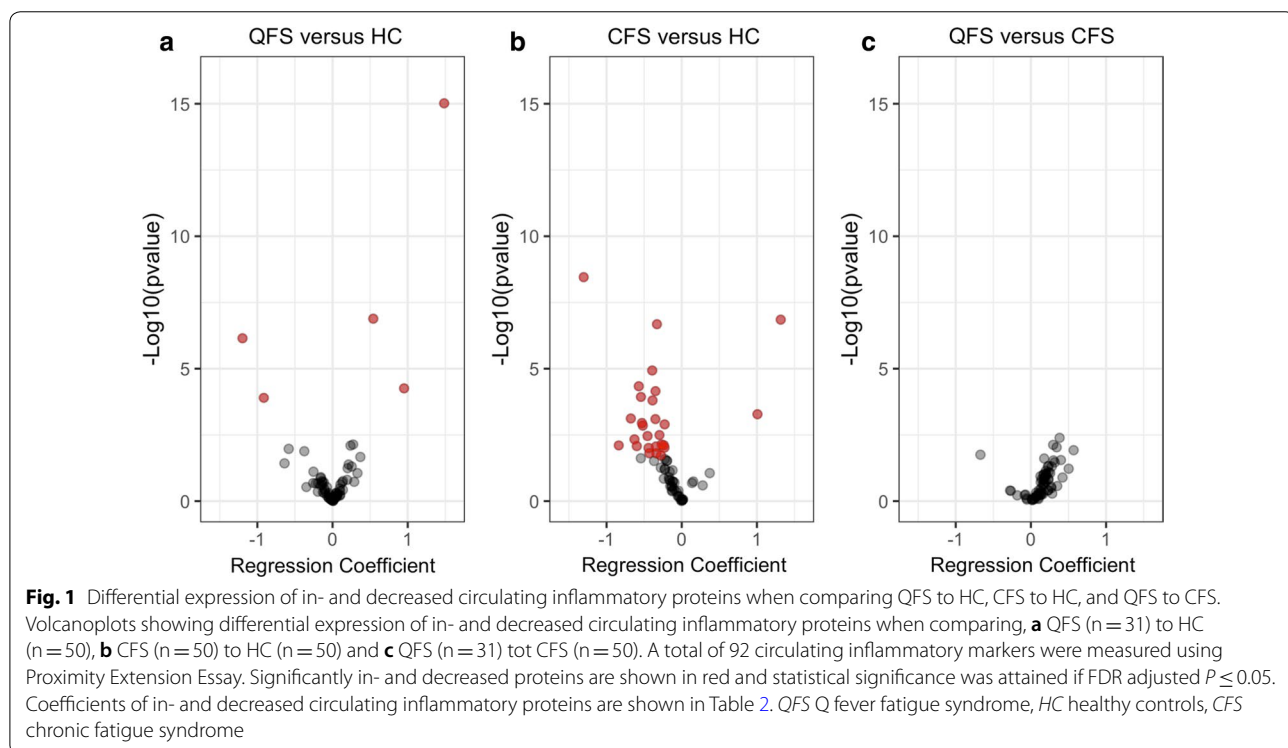 a QFS versus HC
b CFS versus HC
c QFS versus CFS
-Log10(pvalue)
15
10
5
0
-1 0 1
Regression Coefficient
-Log10(pvalue)
15
10
5
0
-1 0 1
Regression Coefficient
-Log10(pvalue)
15
10
5
0
-1 0 1
Regression Coefficient
Fig. 1 Differential expression of in- and decreased circulating inflammatory proteins when comparing QFS to HC, CFS to HC, and QFS to CFS.
Volcanoplots showing differential expression of in- and decreased circulating inflammatory proteins when comparing, a QFS (n = 31) to HC
(n = 50), b CFS (n = 50) to HC (n = 50) and c QFS (n = 31) tot CFS (n = 50). A total of 92 circulating inflammatory markers were measured using
Proximity Extension Essay. Significantly in- and decreased proteins are shown in red and statistical significance was attained if FDR adjusted P ≤ 0.05.
Coefficients of in- and decreased circulating inflammatory proteins are shown in Table 2. QFS Q fever fatigue syndrome, HC healthy controls, CFS
chronic fatigue syndrome